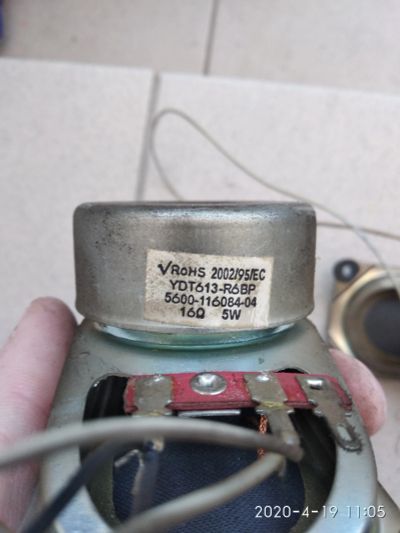 √RoHS 2002/95/EC
YDT613-R6BP
5600-116084-04
16Ω 5W
2020-4-19 11:05